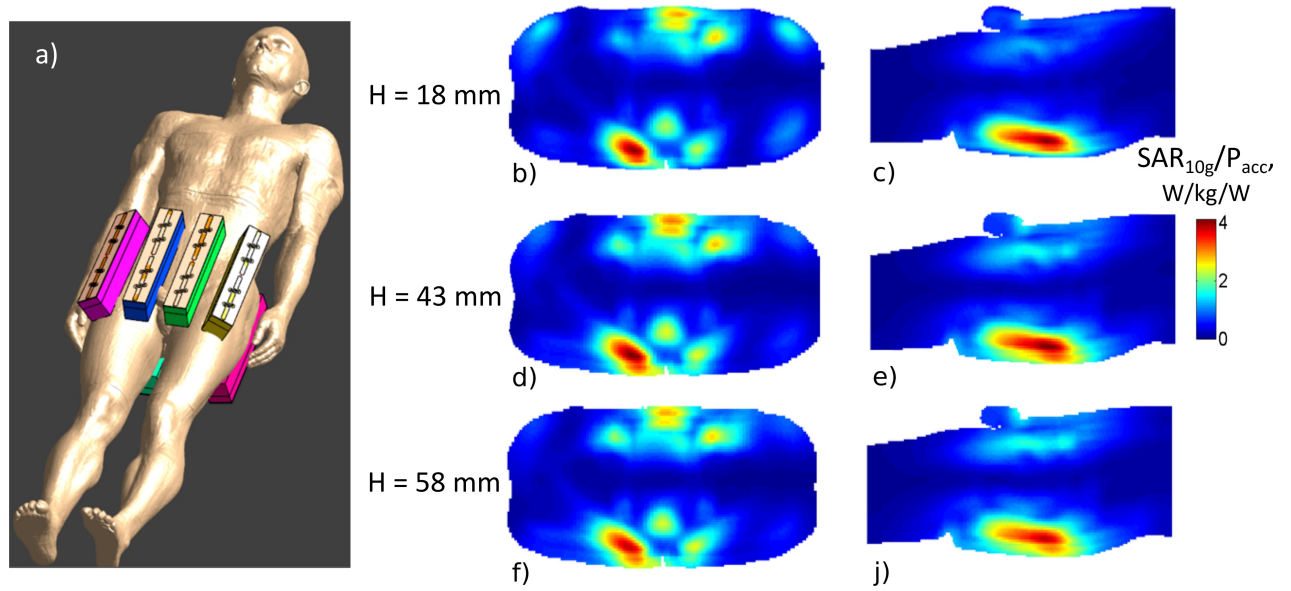 a)
H = 18 mm
b)
c)
SAR10g/Pacc,
W/kg/W
4
2
0
H = 43 mm
d)
e)
H = 58 mm
f)
j)